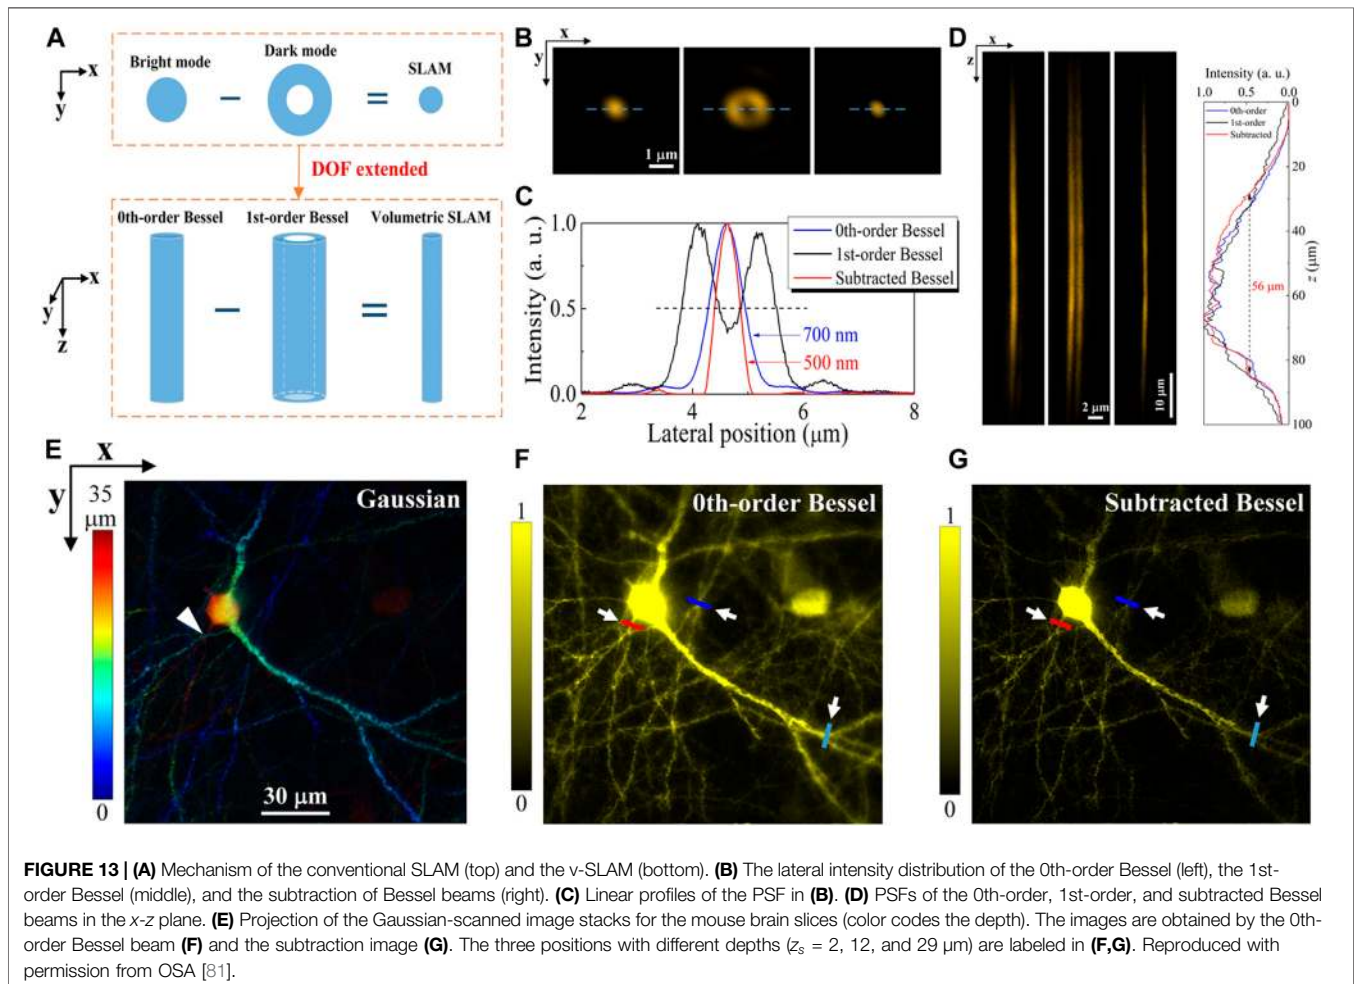 A
Bright mode
Dark mode
SLAM
x
y
DOF extended
0th-order Bessel
1st-order Bessel
Volumetric SLAM
x
y
z
B
x
y
1 μm
C
Intensity (a. u.)
1.0
0.5
0.0
2
4
6
8
Lateral position (μm)
0th-order Bessel
1st-order Bessel
Subtracted Bessel
700 nm
500 nm
D
x
z
2 μm
10 μm
Intensity (a. u.)
1.0
0.5
0.0
0th-order
1st-order
Subtracted
0
20
40
60
80
100
z (μm)
56 μm
E
x
y
35
μm
0
Gaussian
30 μm
F
1
0
0th-order Bessel
G
1
0
Subtracted Bessel
FIGURE 13 | (A) Mechanism of the conventional SLAM (top) and the v-SLAM (bottom). (B) The lateral intensity distribution of the 0th-order Bessel (left), the 1st-
order Bessel (middle), and the subtraction of Bessel beams (right). (C) Linear profiles of the PSF in (B). (D) PSFs of the 0th-order, 1st-order, and subtracted Bessel
beams in the x-z plane. (E) Projection of the Gaussian-scanned image stacks for the mouse brain slices (color codes the depth). The images are obtained by the 0th-
order Bessel beam (F) and the subtraction image (G). The three positions with different depths (zs = 2, 12, and 29 μm) are labeled in (F,G). Reproduced with
permission from OSA [81].